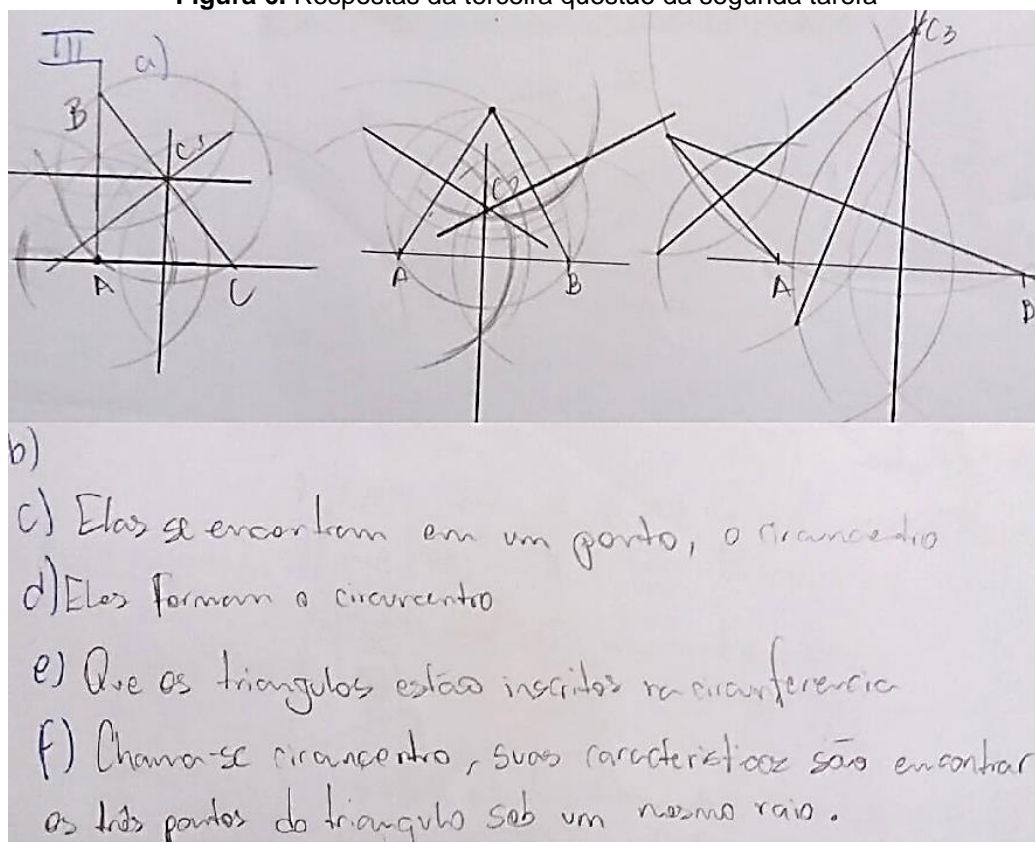 Figura 6. Respostas da terceira questão da segunda tarefa
III a)
B C1 A C
C2 A B
C3 A B
b)
c) Elas se encontram em um ponto, o circuncentro
d) Eles formam o circurcentro
e) Que os triangulos estão inscritos na circunferencia
f) Chama-se circuncentro, suas caracteristicas são encontrar
os três pontos do triangulo sob um mesmo raio.